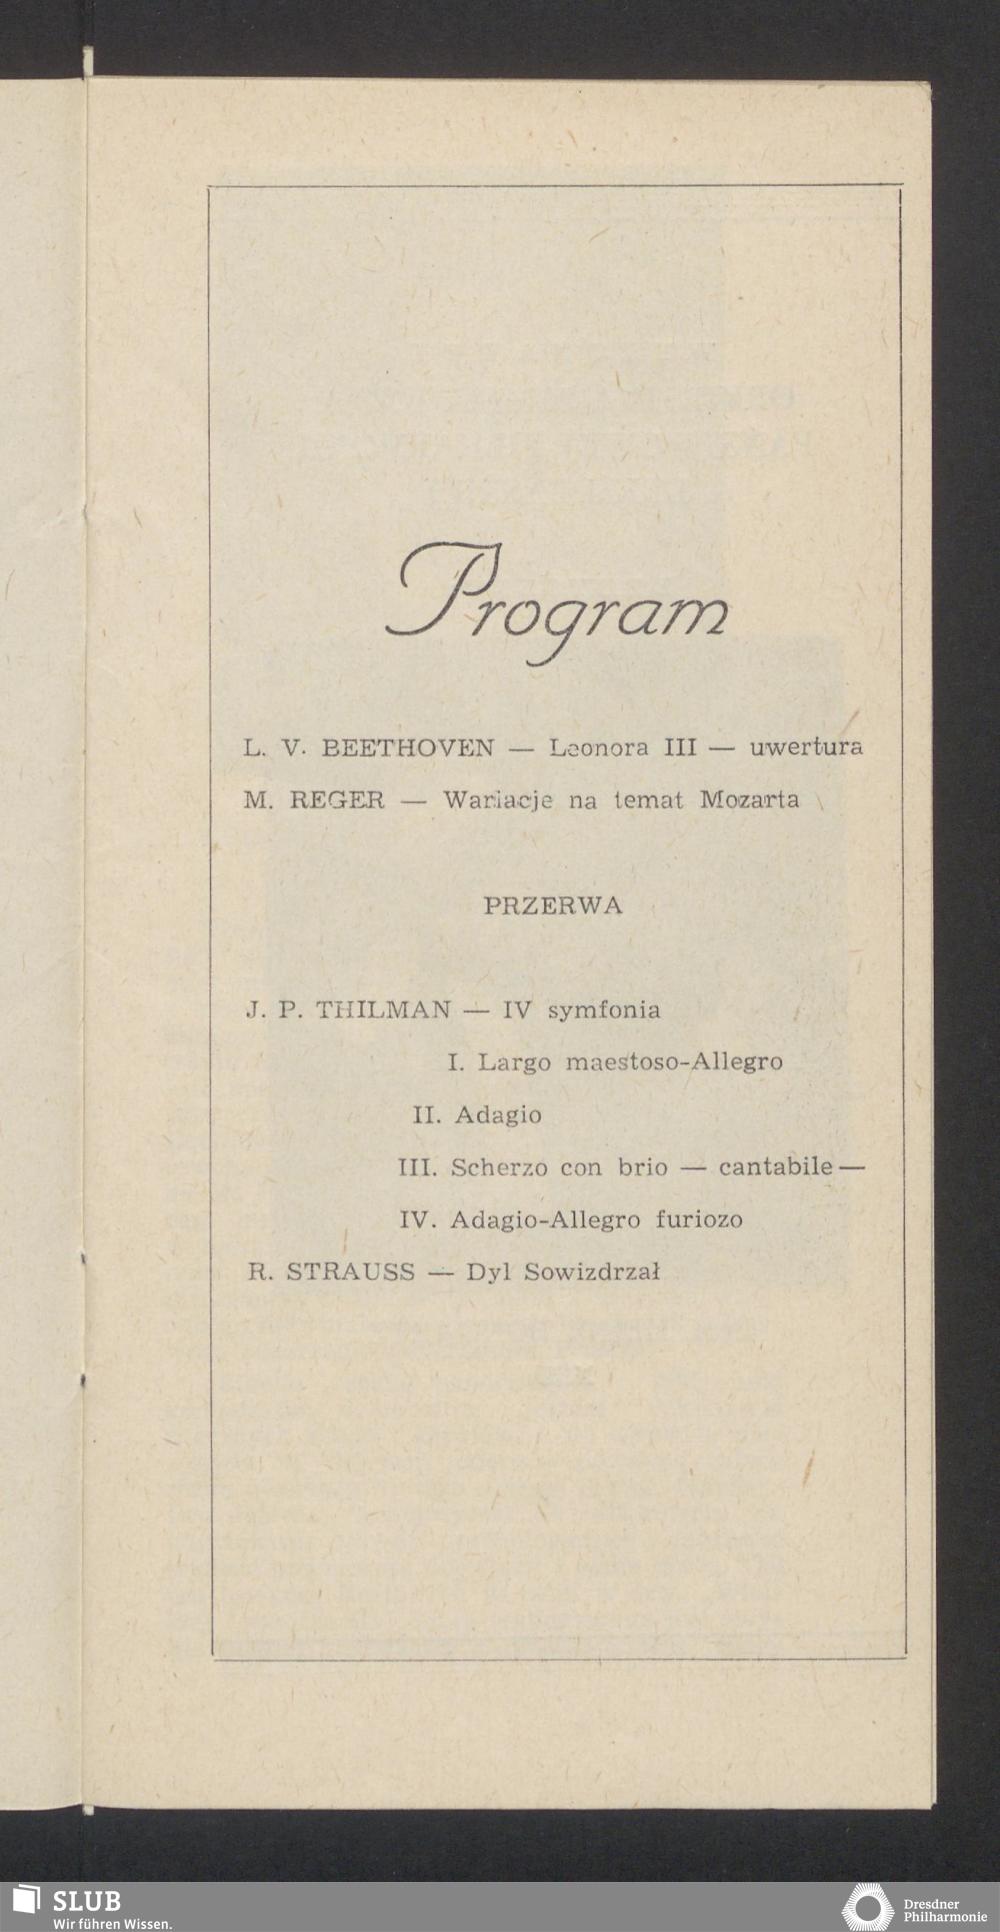 Program
L. V. BEETHOVEN — Leonora III — uwertura
M. REGER — Wariacje na temat Mozarta
PRZERWA
J. P. THILMAN — IV symfonia
I. Largo maestoso-Allegro
II. Adagio
III. Scherzo con brio — cantabile —
IV. Adagio-Allegro furiozo
R. STRAUSS — Dyl Sowizdrzał
SLUB
Wir führen Wissen.
Dresdner
Philharmonie